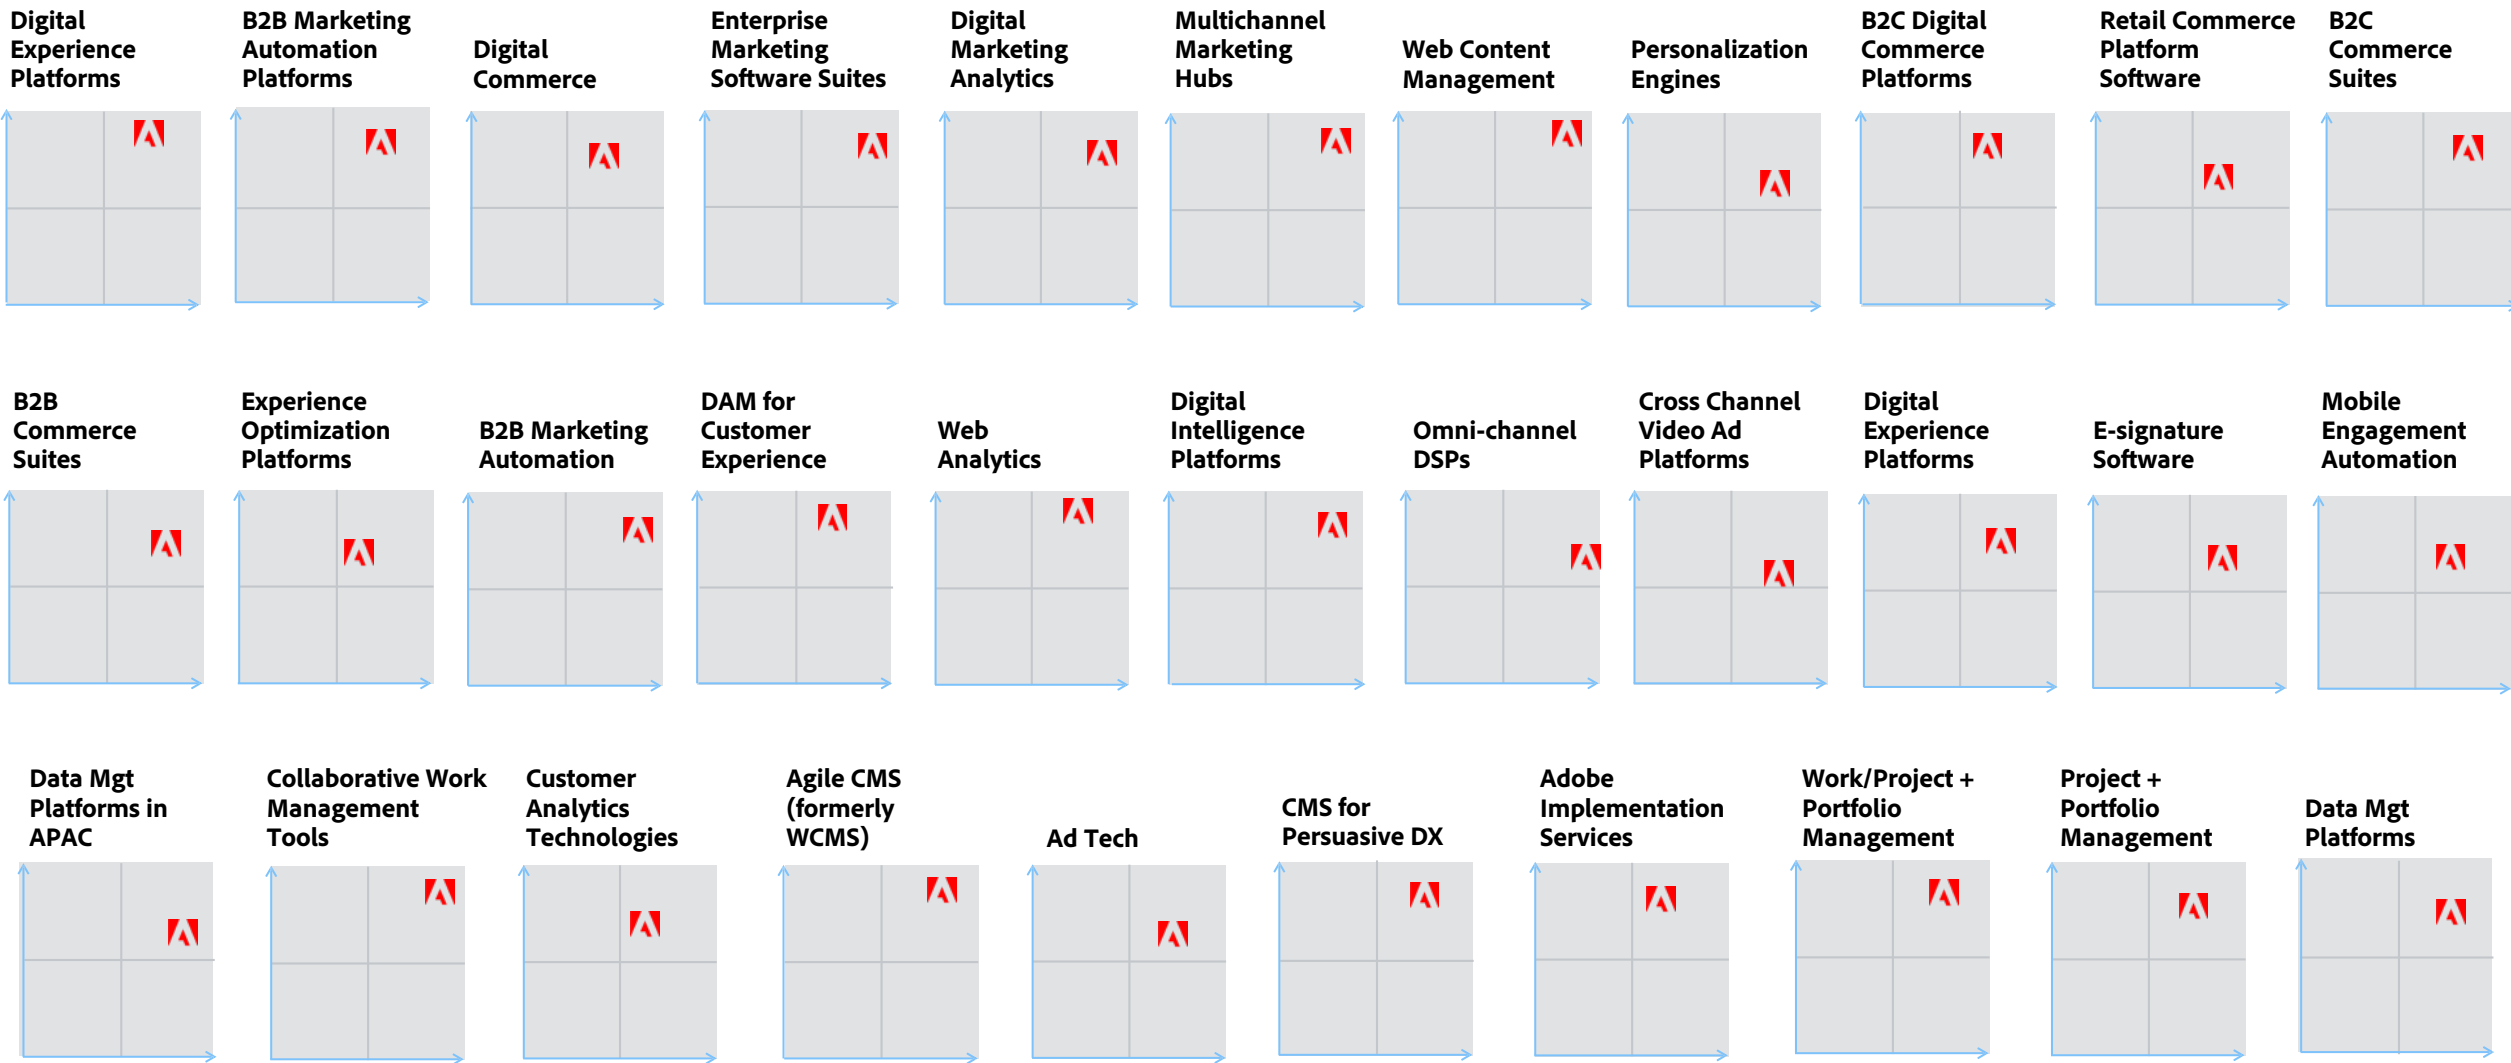 Digital
Experience
Platforms
B2B Marketing
Automation
Platforms
Digital
Commerce
Enterprise
Marketing
Software Suites
Digital
Marketing
Analytics
Multichannel
Marketing
Hubs
Web Content
Management
Personalization
Engines
B2C Digital
Commerce
Platforms
Retail Commerce
Platform
Software
B2C
Commerce
Suites
B2B
Commerce
Suites
Experience
Optimization
Platforms
B2B Marketing
Automation
DAM for
Customer
Experience
Web
Analytics
Digital
Intelligence
Platforms
Omni-channel
DSPs
Cross Channel
Video Ad
Platforms
Digital
Experience
Platforms
E-signature
Software
Mobile
Engagement
Automation
Data Mgt
Platforms in
APAC
Collaborative Work
Management
Tools
Customer
Analytics
Technologies
Agile CMS
(formerly
WCMS)
Ad Tech
CMS for
Persuasive DX
Adobe
Implementation
Services
Work/Project +
Portfolio
Management
Project +
Portfolio
Management
Data Mgt
Platforms